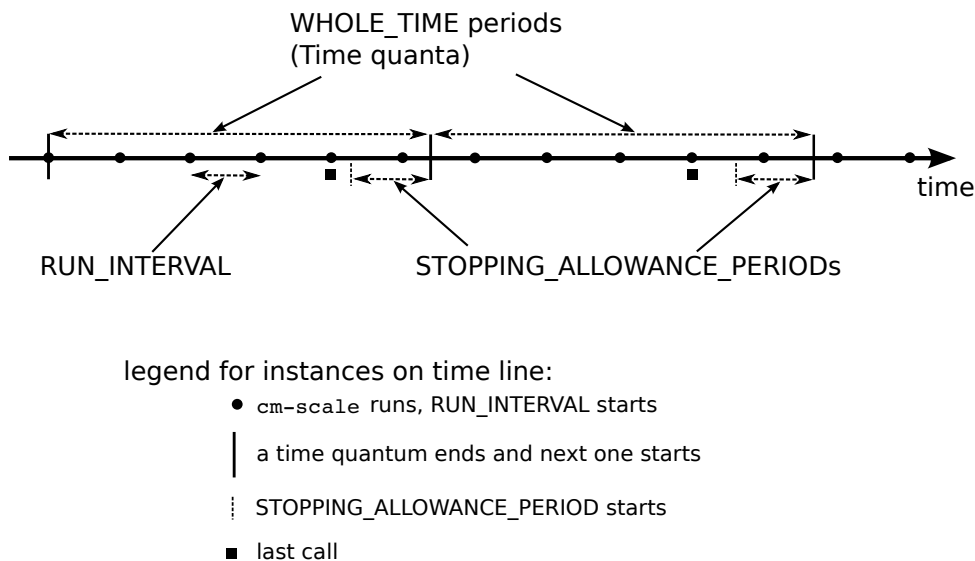 WHOLE_TIME periods
(Time quanta)
time
RUN_INTERVAL
STOPPING_ALLOWANCE_PERIODs
legend for instances on time line:
cm-scale runs, RUN_INTERVAL starts
a time quantum ends and next one starts
STOPPING_ALLOWANCE_PERIOD starts
last call